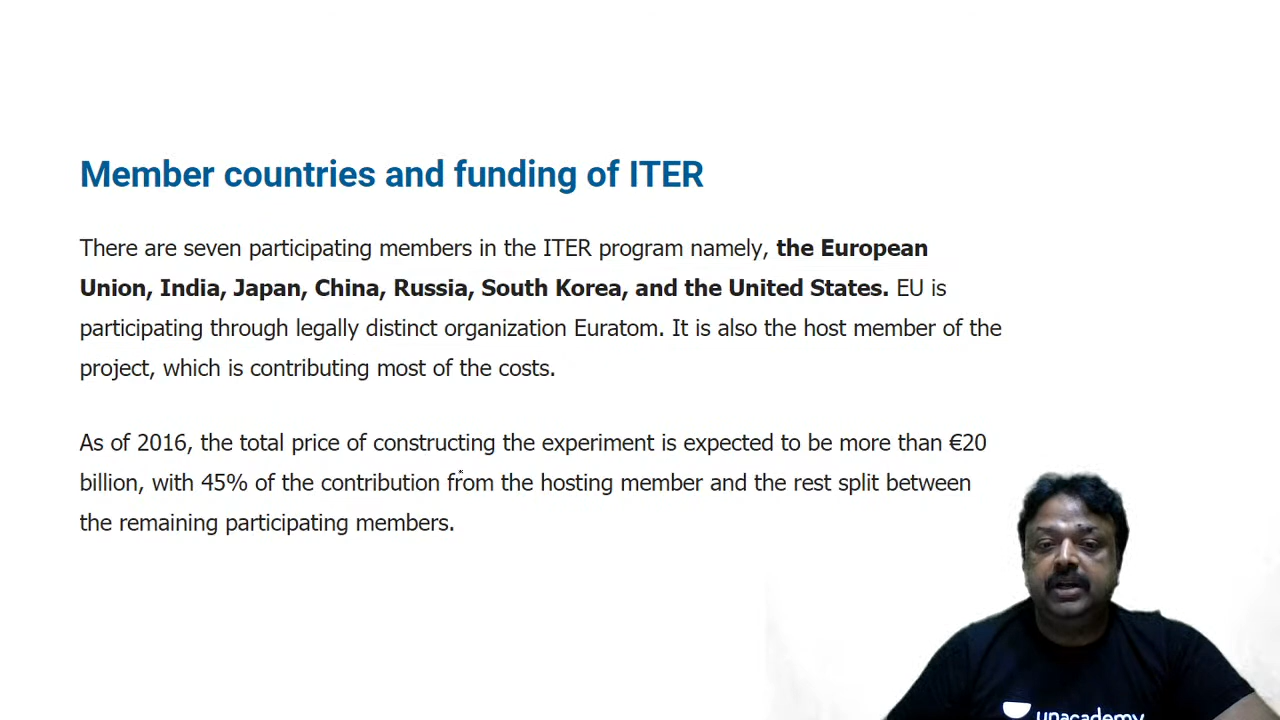 Member countries and funding of ITER
There are seven participating members in the ITER program namely, the European
Union, India, Japan, China, Russia, South Korea, and the United States. EU is
participating through legally distinct organization Euratom. It is also the host member of the
project, which is contributing most of the costs.
As of 2016, the total price of constructing the experiment is expected to be more than €20
billion, with 45% of the contribution from the hosting member and the rest split between
the remaining participating members.
unacademy